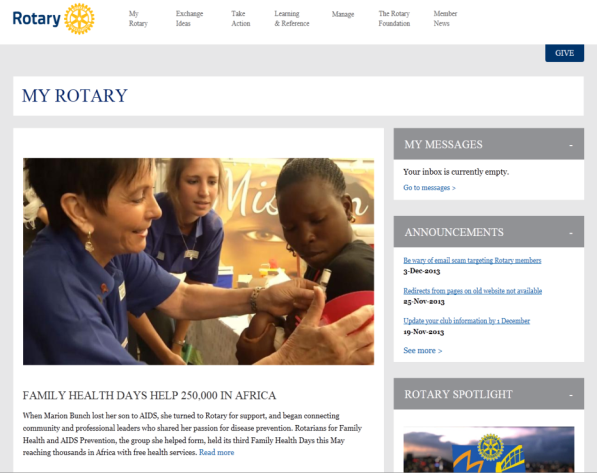 Rotary
My
Rotary
Exchange
Ideas
Take
Action
Learning
& Reference
Manage
The Rotary
Foundation
Member
News
GIVE
MY ROTARY
Mis
FAMILY HEALTH DAYS HELP 250,000 IN AFRICA
When Marion Bunch lost her son to AIDS, she turned to Rotary for support, and began connecting
community and professional leaders who shared her passion for disease prevention. Rotarians for Family
Health and AIDS Prevention, the group she helped form, held its third Family Health Days this May
reaching thousands in Africa with free health services. Read more
MY MESSAGES -
Your inbox is currently empty.
Go to messages >
ANNOUNCEMENTS -
Be wary of email scam targeting Rotary members
3-Dec-2013
Redirects from pages on old website not available
25-Nov-2013
Update your club information by 1 December
19-Nov-2013
See more >
ROTARY SPOTLIGHT -